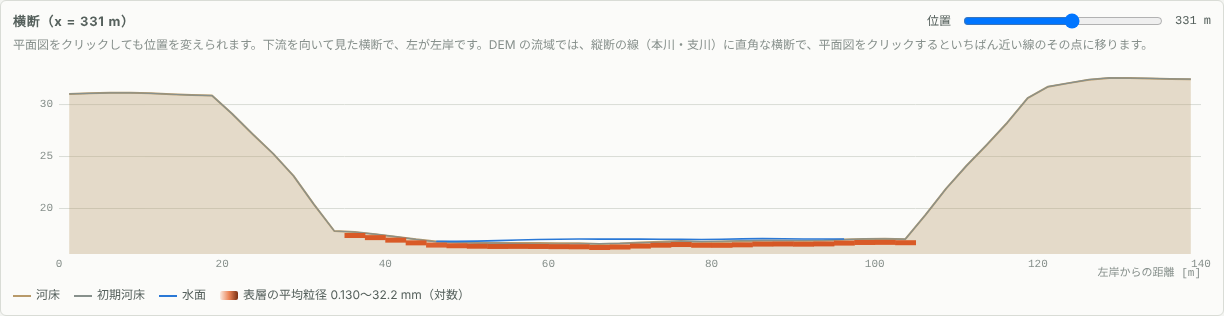 横断（x = 331 m）
位置 331 m
平面図をクリックしても位置を変えられます。下流を向いて見た横断で、左が左岸です。DEM の流域では、縦断の線（本川・支川）に直角な横断で、平面図をクリックするといちばん近い線のその点に移ります。
30
25
20
0 20 40 60 80 100 120 140
左岸からの距離 [m]
河床 初期河床 水面 表層の平均粒径 0.130〜32.2 mm（対数）